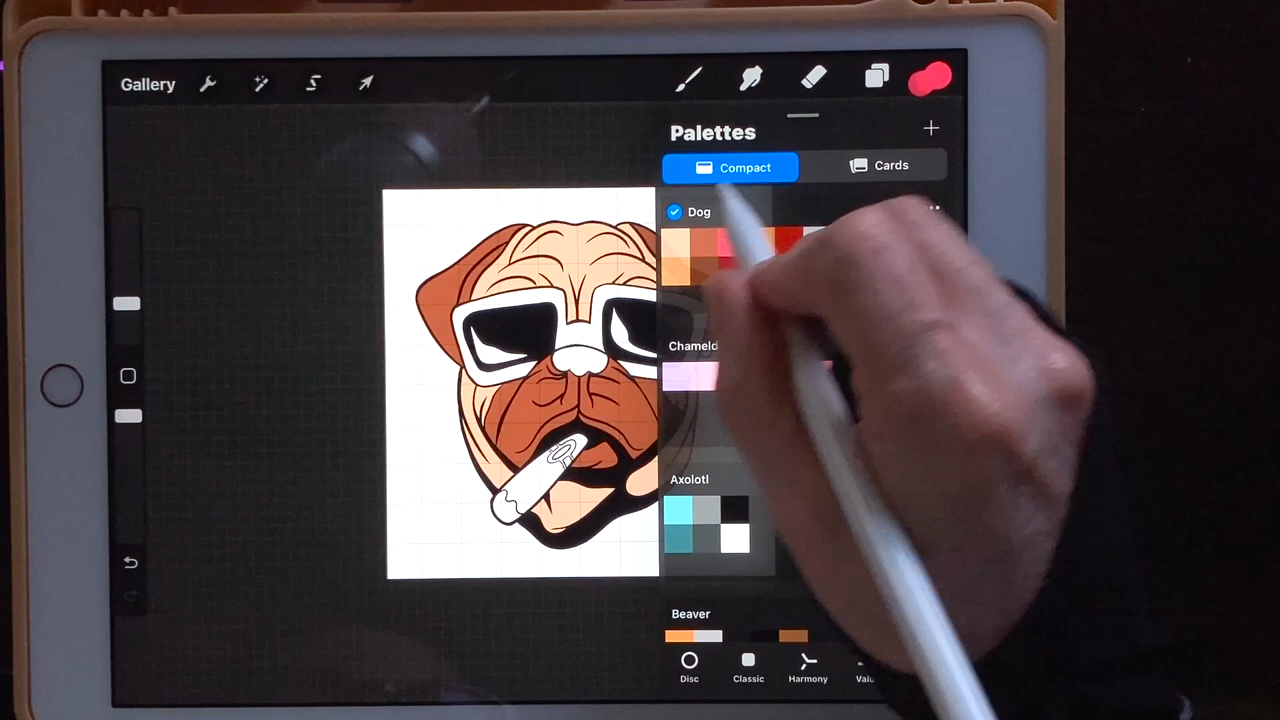 Gallery
Palettes
Compact
Cards
Dog
Axolotl
Beaver
Disc
Classic
Harmony